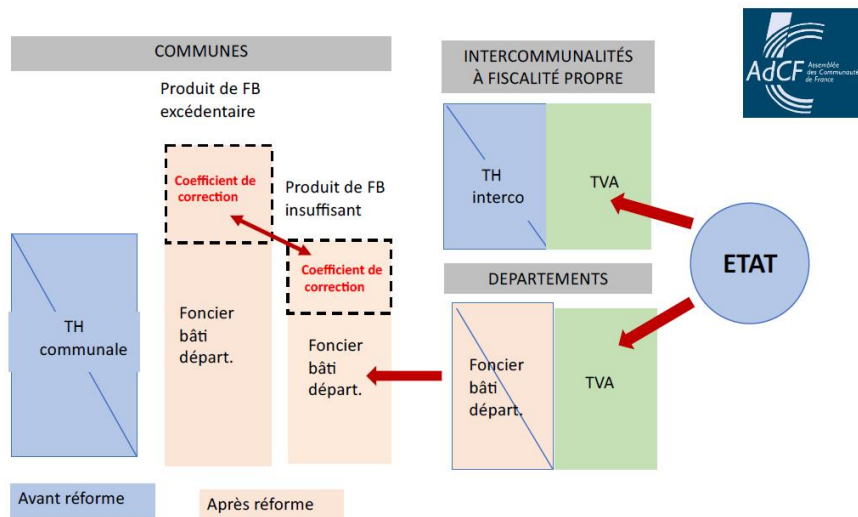 COMMUNES
Produit de FB
excédentaire
Coefficient de
correction
Produit de FB
insuffisant
Coefficient de
correction
TH
communale
Foncier
bâti
départ.
Foncier
bâti
départ.
INTERCOMMUNALITÉS
À FISCALITÉ PROPRE
TH
interco
TVA
DEPARTEMENTS
Foncier
bâti
départ.
TVA
ETAT
AdCF
Assemblée
des Communauté
de France
Avant réforme
Après réforme